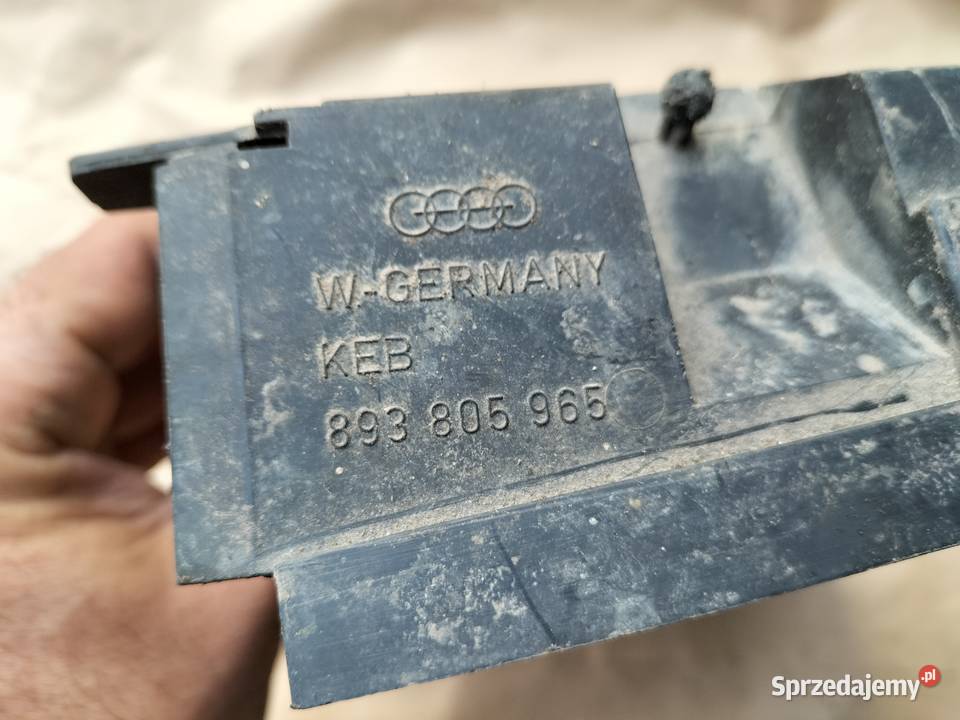 W.-GERMANY
KEB
893 805 965
Sprzedajemy.pl